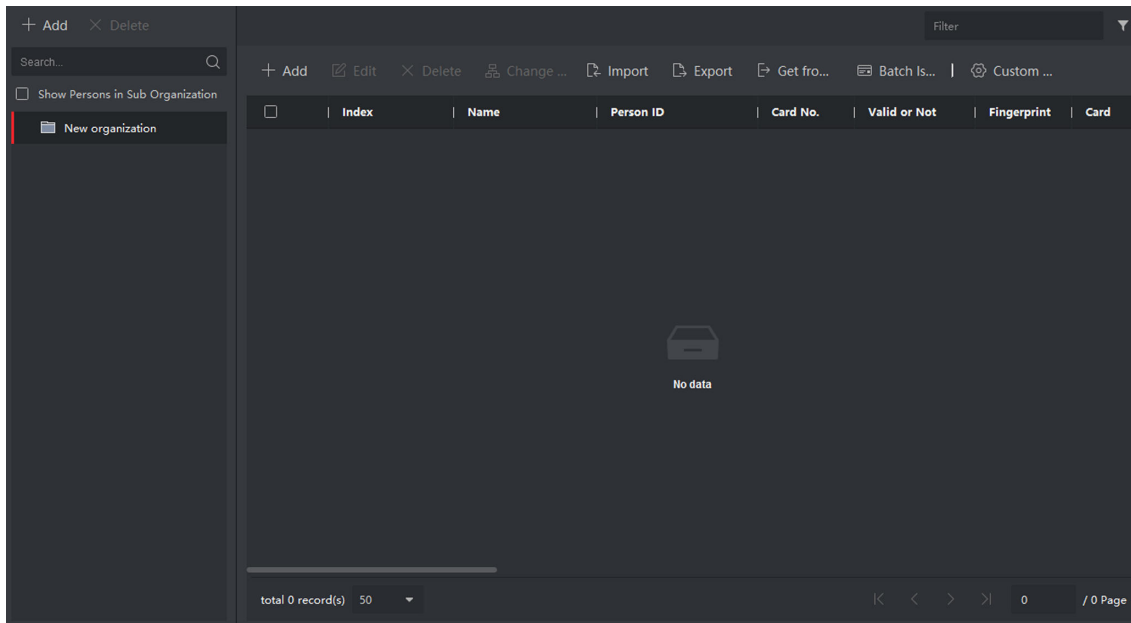 Add Delete
Filter
Search...
Add Edit Delete Change ... Import Export Get fro... Batch Is... Custom ...
Show Persons in Sub Organization
Index Name Person ID Card No. Valid or Not Fingerprint Card
New organization
No data
total 0 record(s) 50 0 / 0 Page